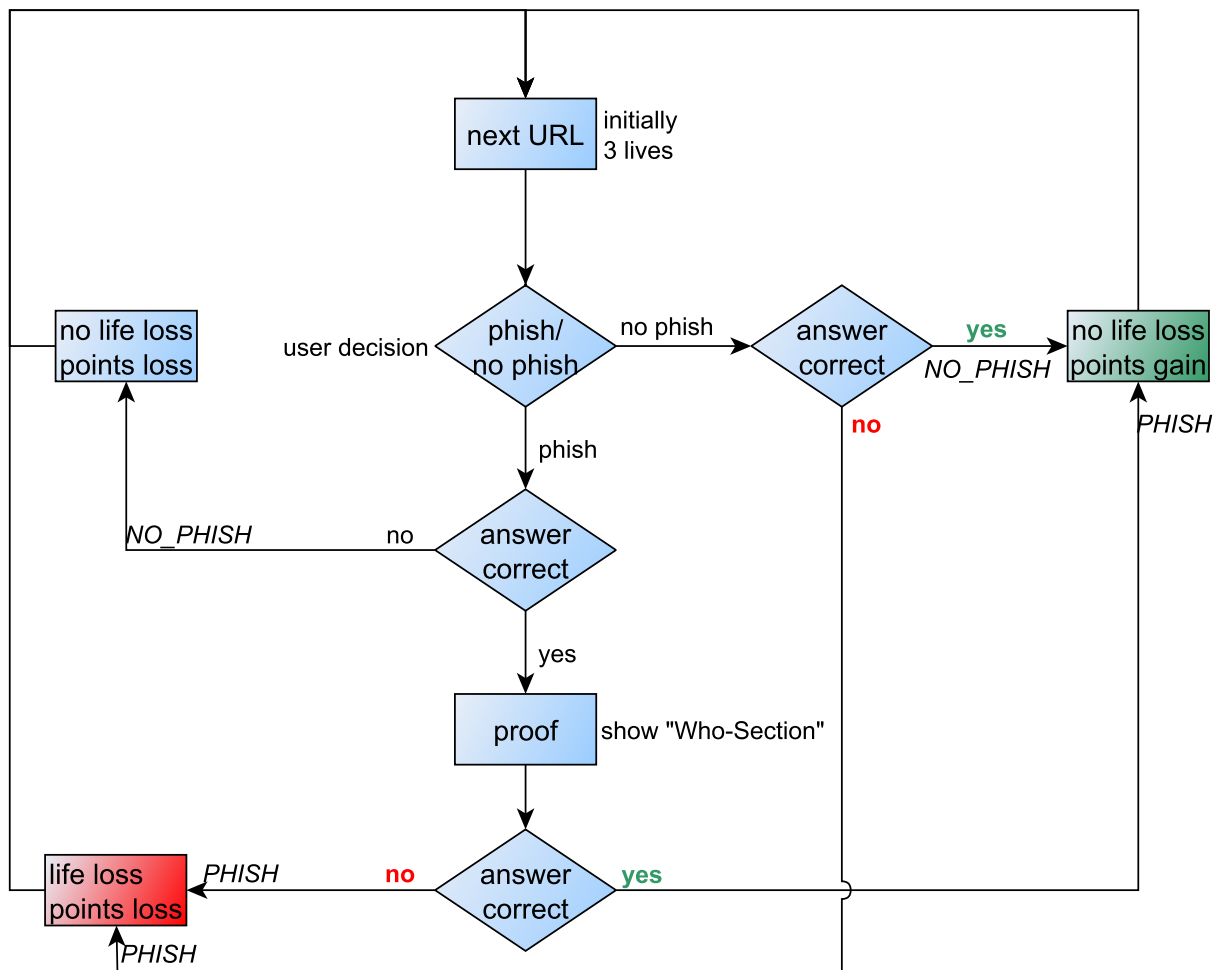 next URL
initially
3 lives
no life loss
points loss
user decision
phish/
no phish
no phish
answer
correct
yes
NO_PHISH
no life loss
points gain
no
PHISH
phish
NO_PHISH
no
answer
correct
yes
proof
show "Who-Section"
life loss
points loss
PHISH
no
answer
correct
yes
PHISH